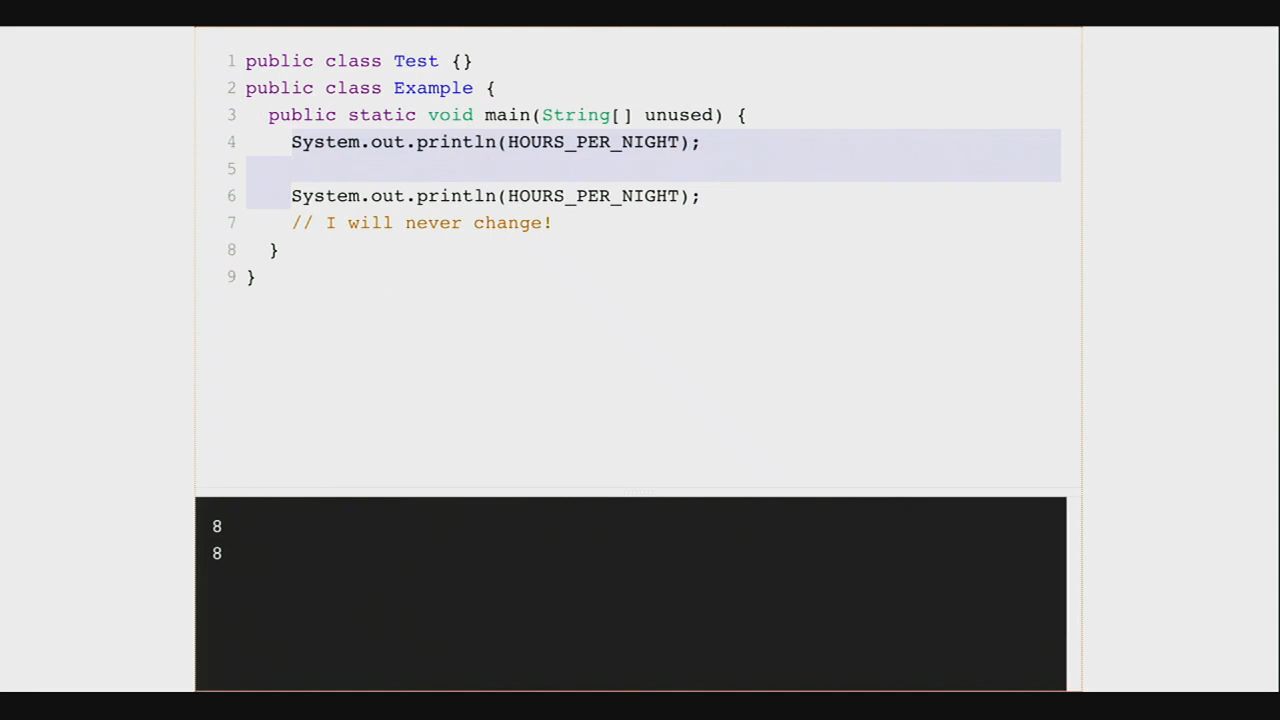 1 public class Test {}
2 public class Example {
3   public static void main(String[] unused) {
4     System.out.println(HOURS_PER_NIGHT);
5
6     System.out.println(HOURS_PER_NIGHT);
7     // I will never change!
8   }
9 }
8
8